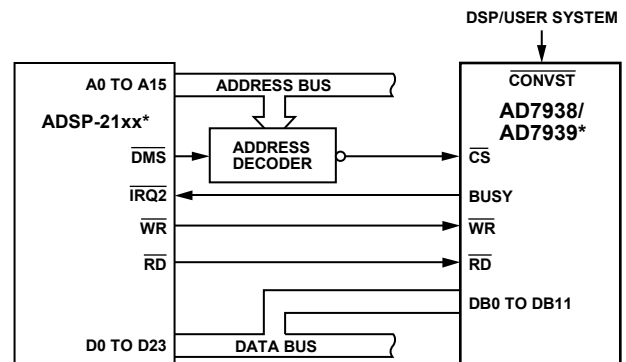 DSP/USER SYSTEM
A0 TO A15
ADDRESS BUS
CONVST
ADSP-21xx*
AD7938/
AD7939*
DMS
ADDRESS
DECODER
CS
IRQ2
BUSY
WR
WR
RD
RD
DB0 TO DB11
D0 TO D23
DATA BUS